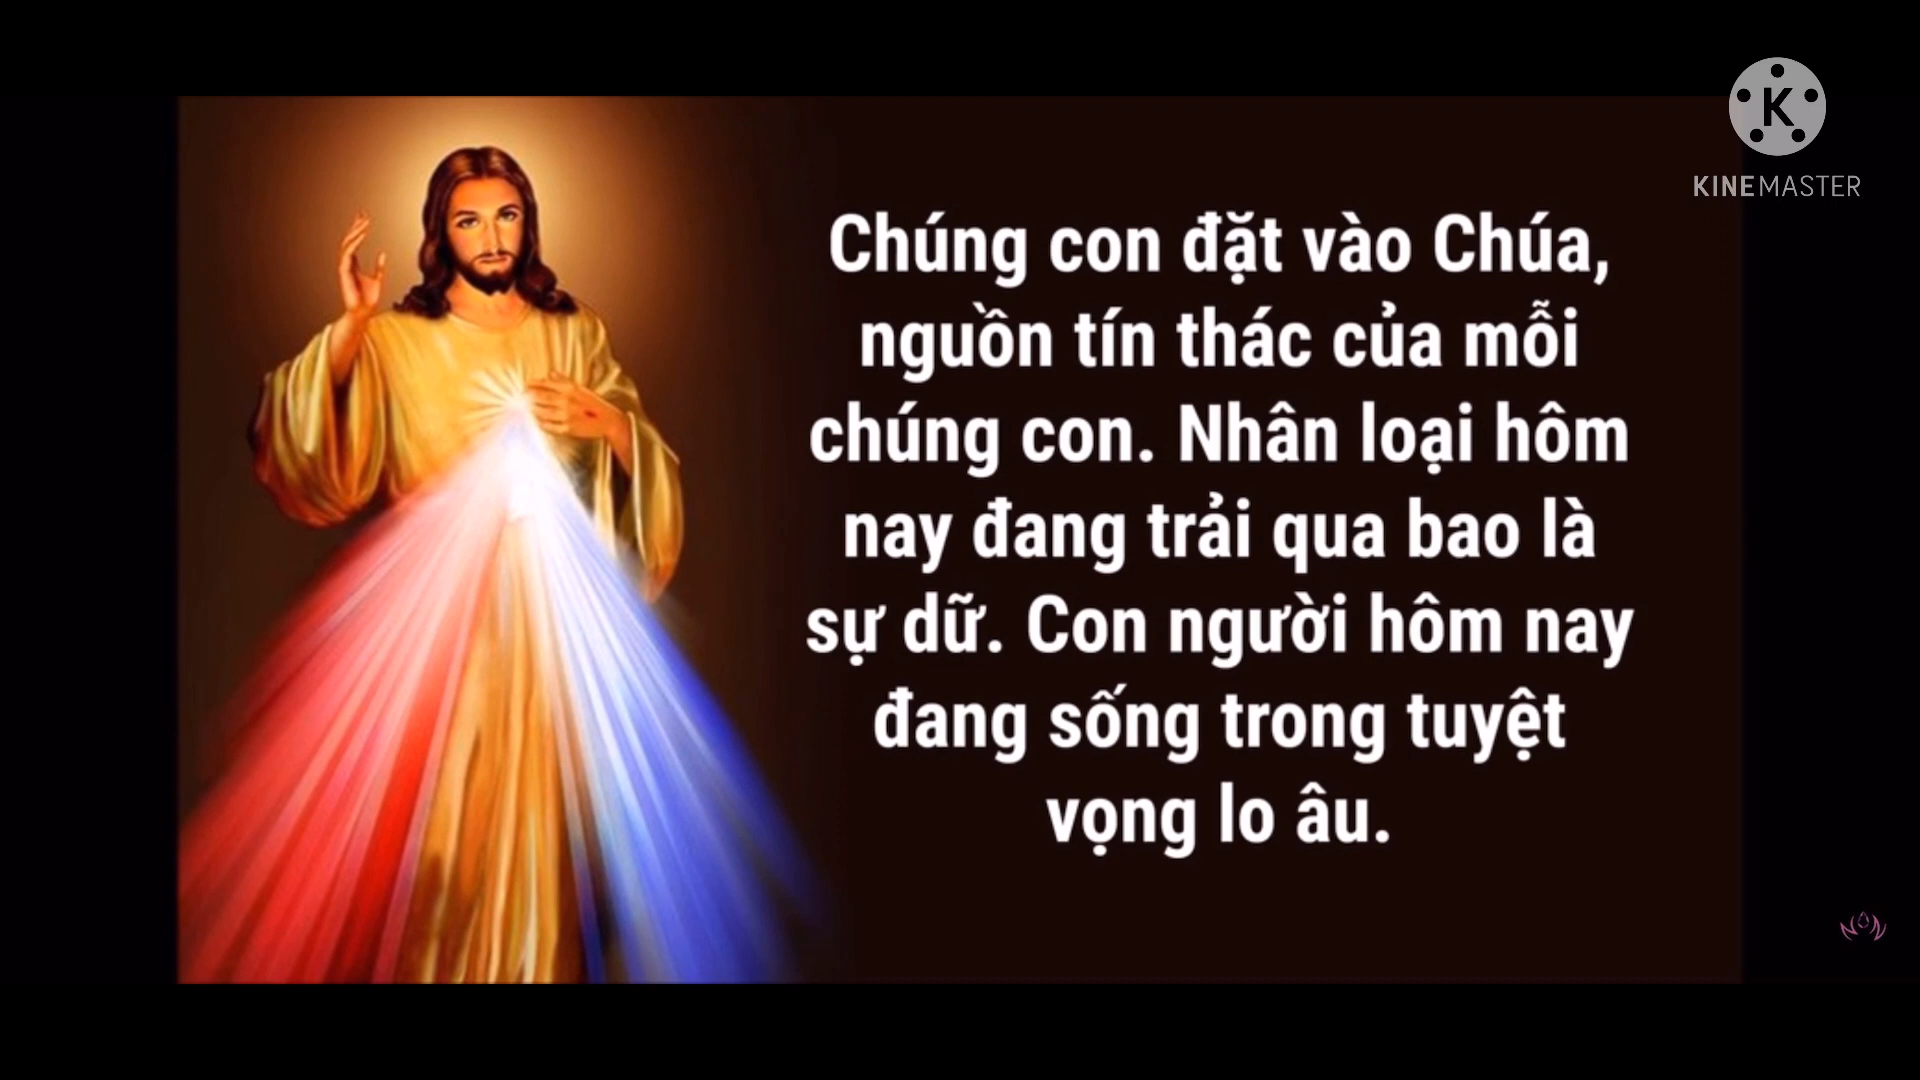 KINEMASTER
Chúng con đặt vào Chúa,
nguồn tín thác của mỗi
chúng con. Nhân loại hôm
nay đang trải qua bao là
sự dữ. Con người hôm nay
đang sống trong tuyệt
vọng lo âu.